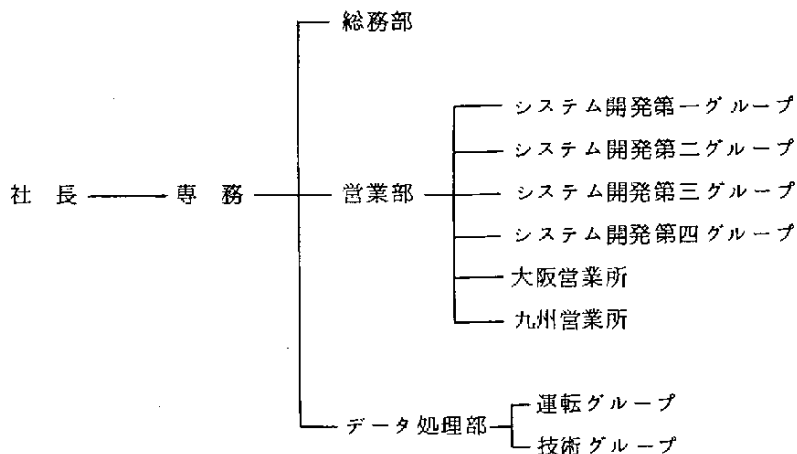 総務部
システム開発第一グループ
システム開発第二グループ
社長 専務 営業部 システム開発第三グループ
システム開発第四グループ
大阪営業所
九州営業所
運転グループ
データ処理部
技術グループ